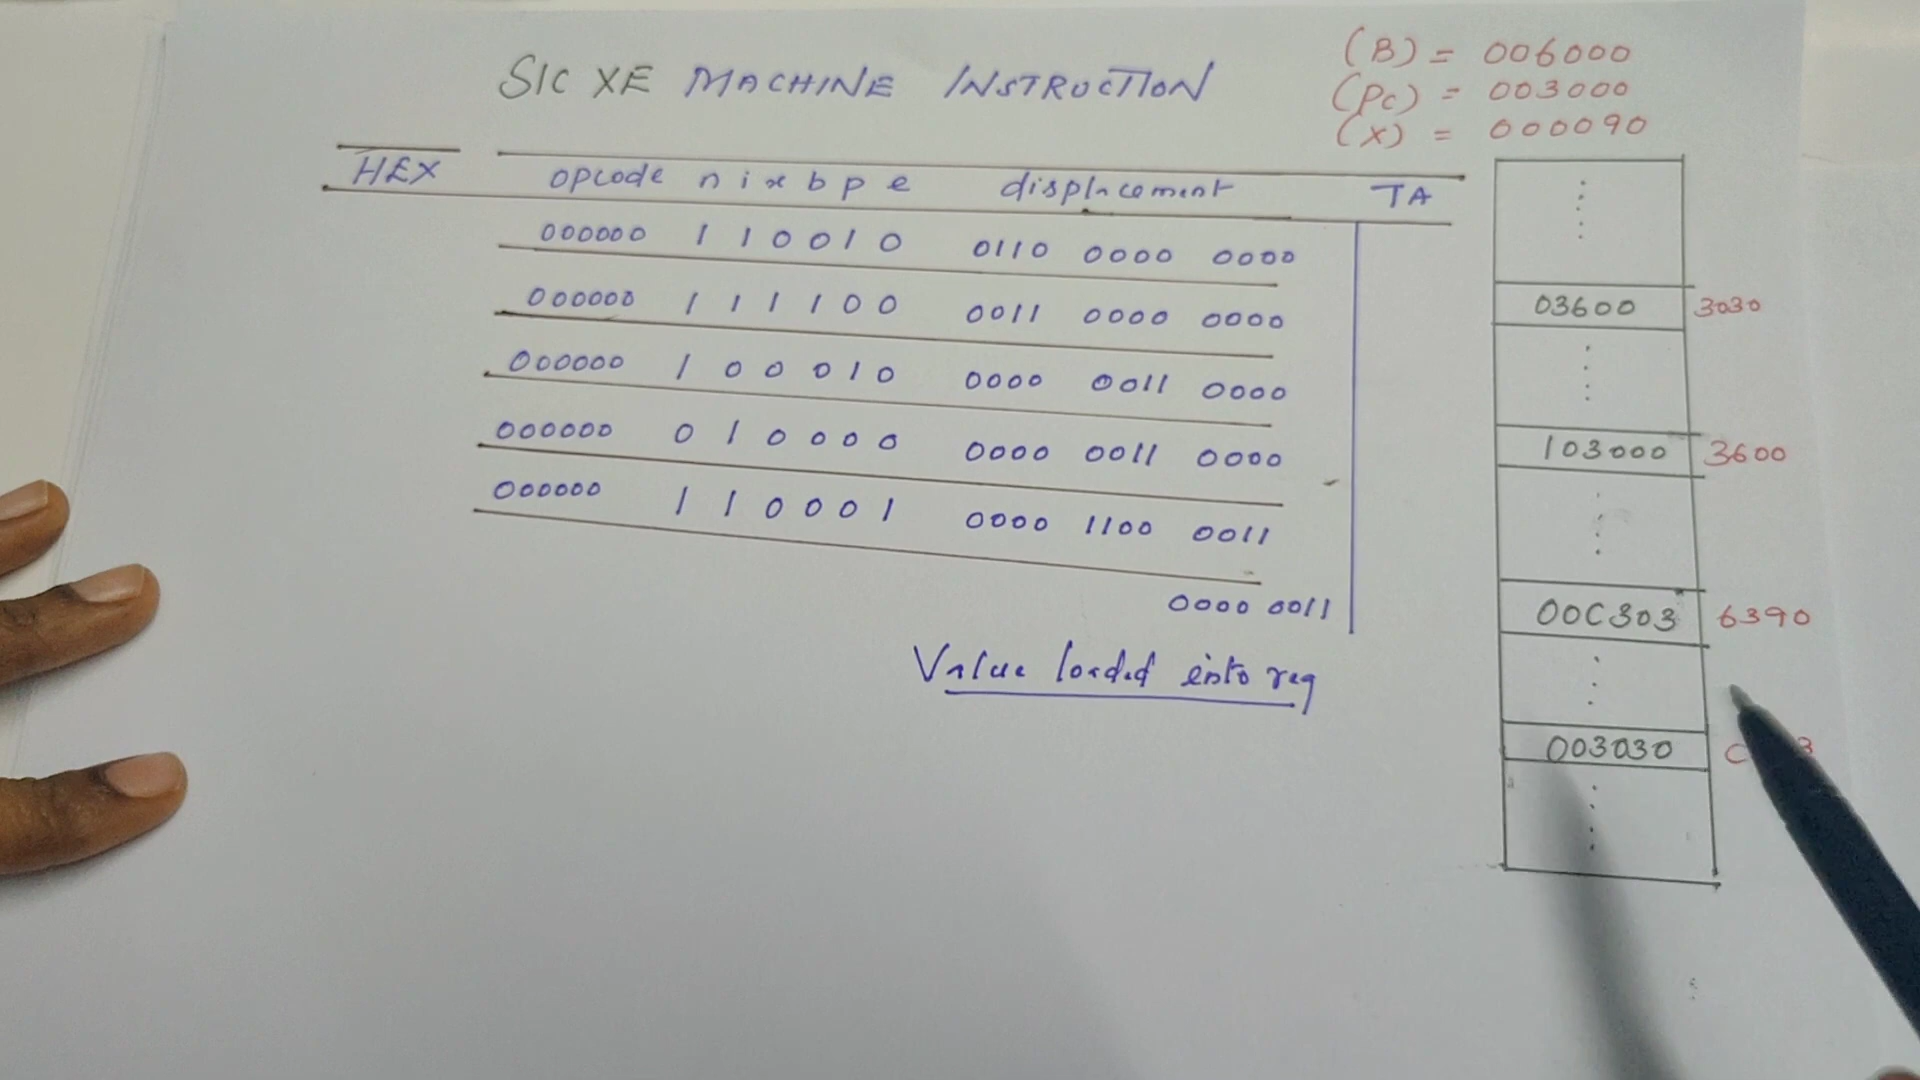 SIC XE MACHINE INSTRUCTION
(B) = 006000
(PC) = 003000
(X) = 000090
HEX opcode n i x b p e displacement TA
000000 1 1 0 0 1 0 0110 0000 0000
000000 1 1 1 1 0 0 0011 0000 0000
000000 1 0 0 0 1 0 0000 0011 0000
000000 0 1 0 0 0 0 0000 0011 0000
000000 1 1 0 0 0 1 0000 1100 0011
0000 0011
Value loaded into reg
03600 3030
103000 3600
00C303 6390
003030